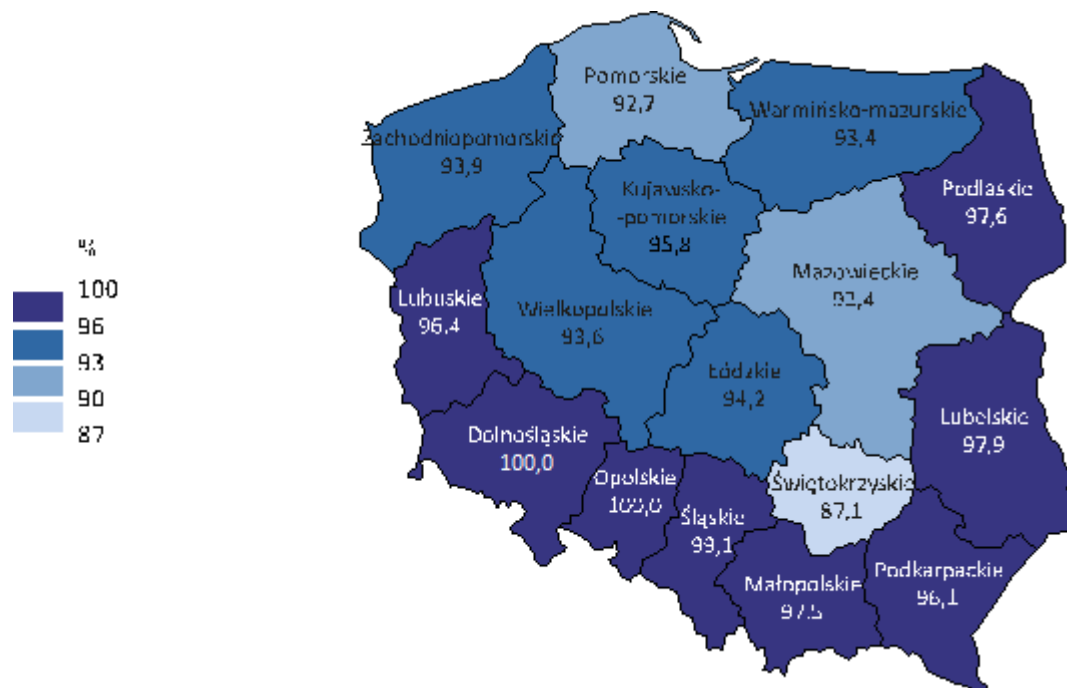 %
100
96
93
90
87
Pomorskie
92,7
Warmińsko-mazurskie
93,4
Zachodniopomorskie
93,9
Podlaskie
97,6
Kujawsko-
-pomorskie
95,8
Mazowieckie
92,4
Lubuskie
96,4
Wielkopolskie
93,6
Łódzkie
94,2
Lubelskie
97,9
Dolnośląskie
100,0
Opolskie
100,0
Świętokrzyskie
87,1
Śląskie
99,1
Małopolskie
97,5
Podkarpackie
96,1